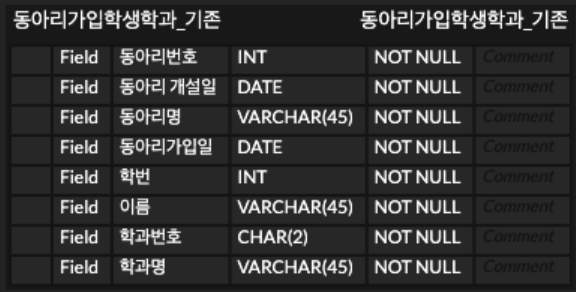 동아리가입학생학과_기존 동아리가입학생학과_기존
Field 동아리번호 INT NOT NULL Comment
Field 동아리 개설일 DATE NOT NULL Comment
Field 동아리명 VARCHAR(45) NOT NULL Comment
Field 동아리가입일 DATE NOT NULL Comment
Field 학번 INT NOT NULL Comment
Field 이름 VARCHAR(45) NOT NULL Comment
Field 학과번호 CHAR(2) NOT NULL Comment
Field 학과명 VARCHAR(45) NOT NULL Comment